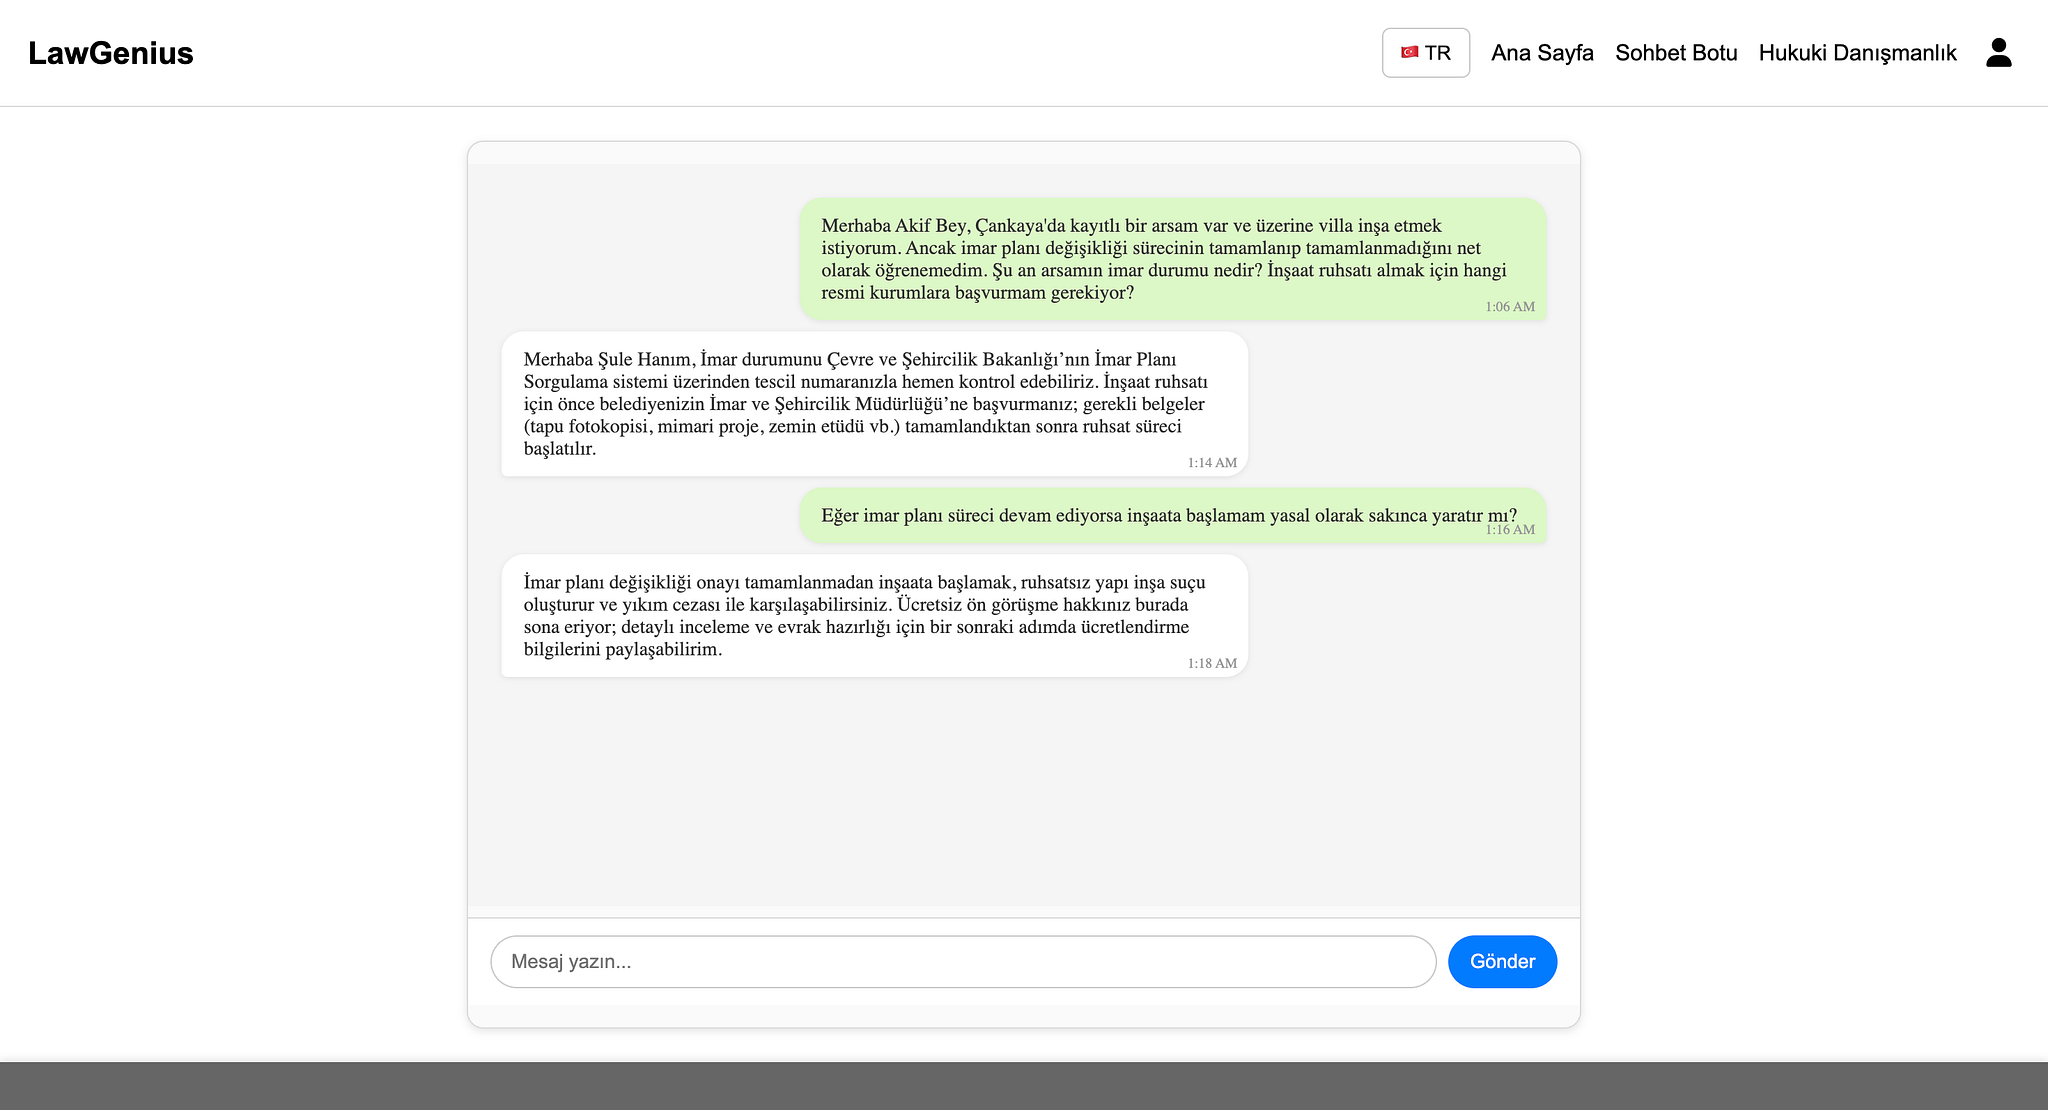 LawGenius
TR
Ana Sayfa
Sohbet Botu
Hukuki Danışmanlık
Merhaba Akif Bey, Çankaya'da kayıtlı bir arsam var ve üzerine villa inşa etmek
istiyorum. Ancak imar planı değişikliği sürecinin tamamlanıp tamamlanmadığını net
olarak öğrenemedim. Şu an arsamın imar durumu nedir? İnşaat ruhsatı almak için hangi
resmi kurumlara başvurmam gerekiyor?
1:06 AM
Merhaba Şule Hanım, İmar durumunu Çevre ve Şehircilik Bakanlığı’nın İmar Planı
Sorgulama sistemi üzerinden tescil numaranızla hemen kontrol edebiliriz. İnşaat ruhsatı
için önce belediyenizin İmar ve Şehircilik Müdürlüğü’ne başvurmanız; gerekli belgeler
(tapu fotokopisi, mimari proje, zemin etüdü vb.) tamamlandıktan sonra ruhsat süreci
başlatılır.
1:14 AM
Eğer imar planı süreci devam ediyorsa inşaata başlamam yasal olarak sakınca yaratır mı?
1:16 AM
İmar planı değişikliği onayı tamamlanmadan inşaata başlamak, ruhsatsız yapı inşa suçu
oluşturur ve yıkım cezası ile karşılaşabilirsiniz. Ücretsiz ön görüşme hakkınız burada
sona eriyor; detaylı inceleme ve evrak hazırlığı için bir sonraki adımda ücretlendirme
bilgilerini paylaşabilirim.
1:18 AM
Mesaj yazın...
Gönder